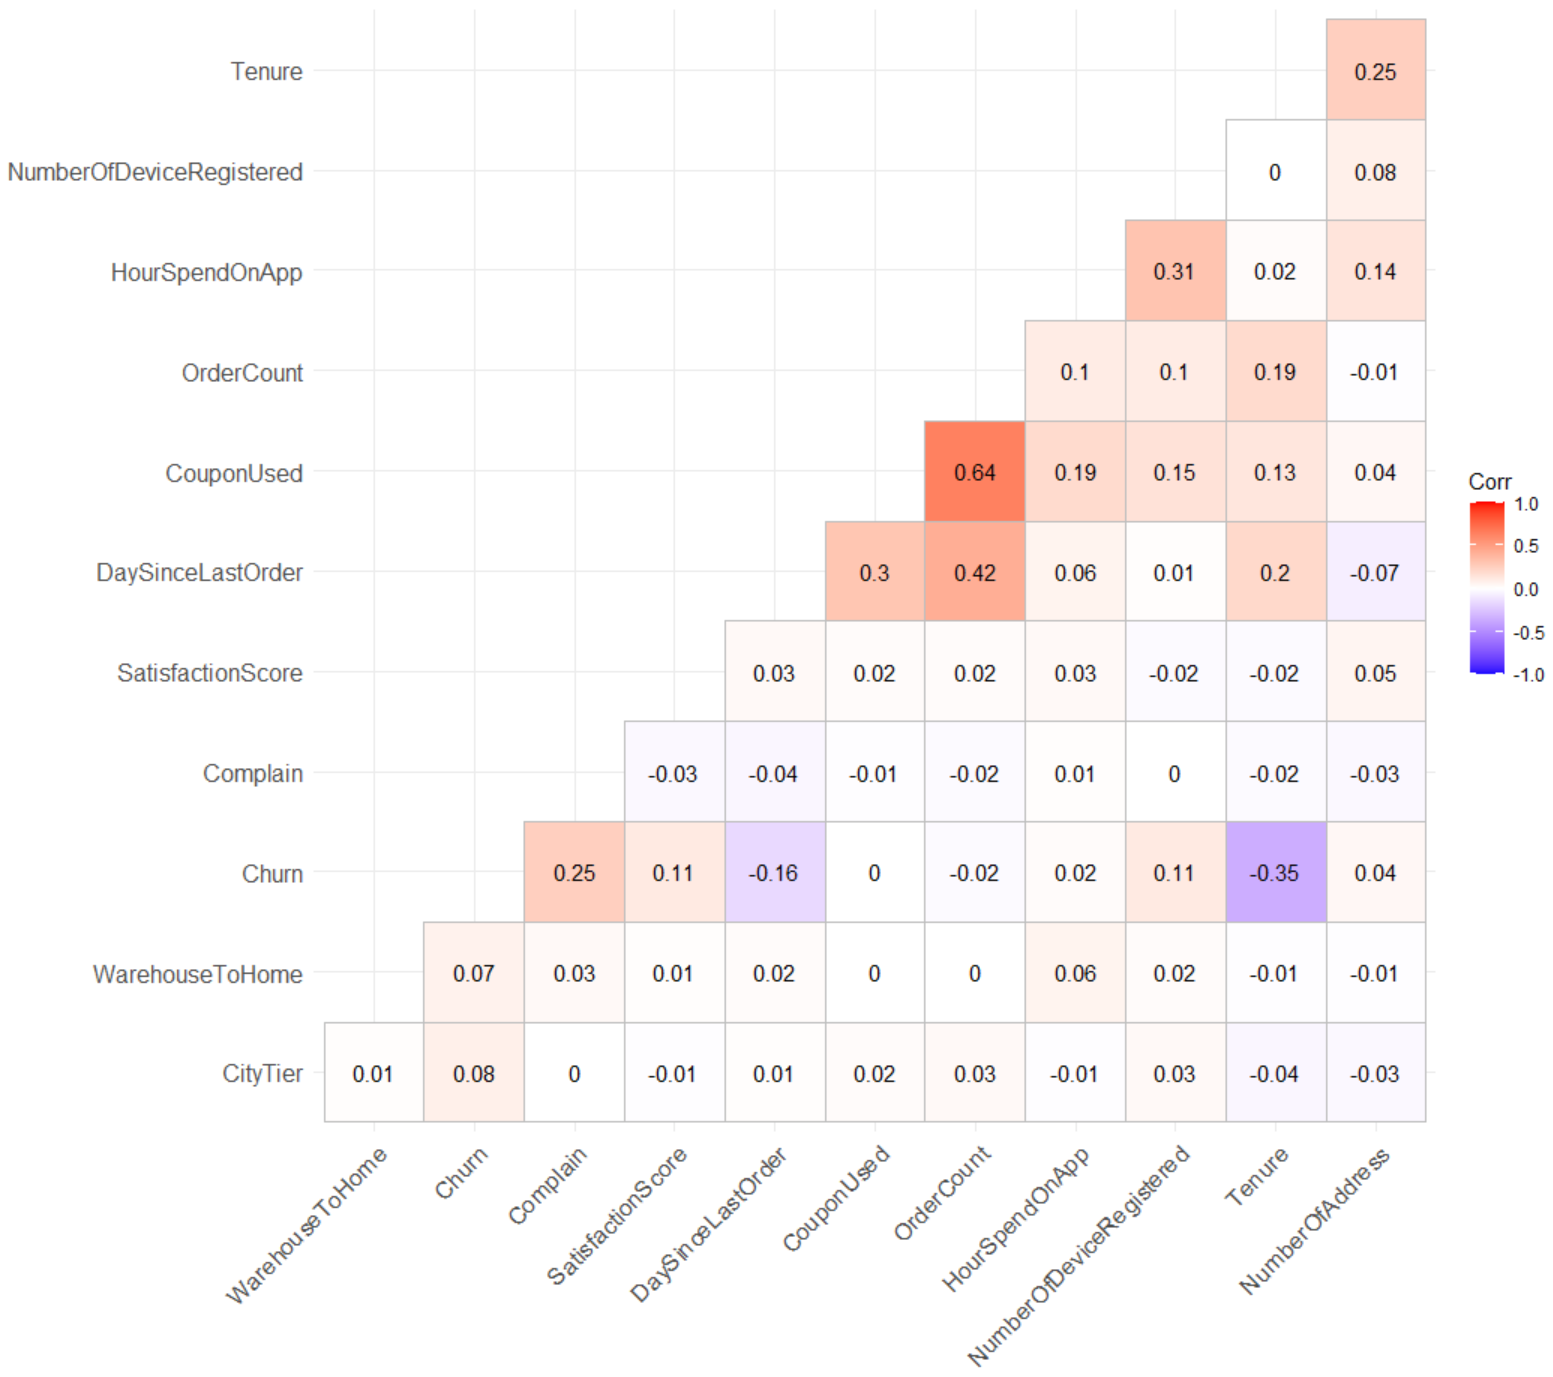 Tenure 0.25
NumberOfDeviceRegistered 0 0.08
HourSpendOnApp 0.31 0.02 0.14
OrderCount 0.1 0.1 0.19 -0.01
CouponUsed 0.64 0.19 0.15 0.13 0.04
DaySinceLastOrder 0.3 0.42 0.06 0.01 0.2 -0.07
SatisfactionScore 0.03 0.02 0.02 0.03 -0.02 -0.02 0.05
Complain -0.03 -0.04 -0.01 -0.02 0.01 0 -0.02 -0.03
Churn 0.25 0.11 -0.16 0 -0.02 0.02 0.11 -0.35 0.04
WarehouseToHome 0.07 0.03 0.01 0.02 0 0 0.06 0.02 -0.01 -0.01
CityTier 0.01 0.08 0 -0.01 0.01 0.02 0.03 -0.01 0.03 -0.04 -0.03
WarehouseToHome
Churn
Complain
SatisfactionScore
DaySinceLastOrder
CouponUsed
OrderCount
HourSpendOnApp
NumberOfDeviceRegistered
Tenure
NumberOfAddress
Corr
1.0
0.5
0.0
-0.5
-1.0